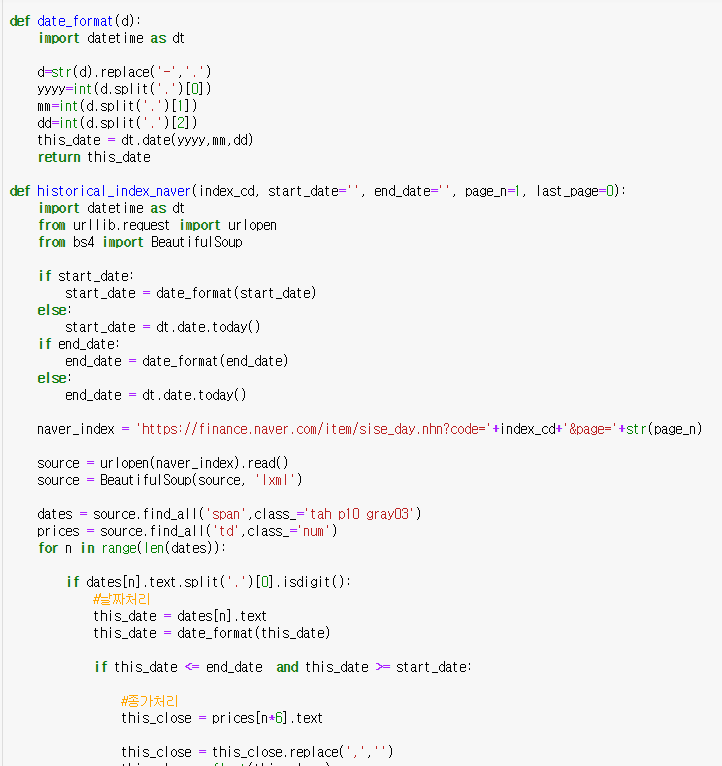 def date_format(d):
    import datetime as dt

    d=str(d).replace('-','.')
    yyyy=int(d.split('.')[0])
    mm=int(d.split('.')[1])
    dd=int(d.split('.')[2])
    this_date = dt.date(yyyy,mm,dd)
    return this_date

def historical_index_naver(index_cd, start_date='', end_date='', page_n=1, last_page=0):
    import datetime as dt
    from urllib.request import urlopen
    from bs4 import BeautifulSoup

    if start_date:
        start_date = date_format(start_date)
    else:
        start_date = dt.date.today()
    if end_date:
        end_date = date_format(end_date)
    else:
        end_date = dt.date.today()

    naver_index = 'https://finance.naver.com/item/sise_day.nhn?code='+index_cd+'&page='+str(page_n)

    source = urlopen(naver_index).read()
    source = BeautifulSoup(source, 'lxml')

    dates = source.find_all('span',class_='tah p10 gray03')
    prices = source.find_all('td',class_='num')
    for n in range(len(dates)):

        if dates[n].text.split('.')[0].isdigit():
            #날짜처리
            this_date = dates[n].text
            this_date = date_format(this_date)

            if this_date <= end_date  and this_date >= start_date:

                #종가처리
                this_close = prices[n*6].text

                this_close = this_close.replace(',','')